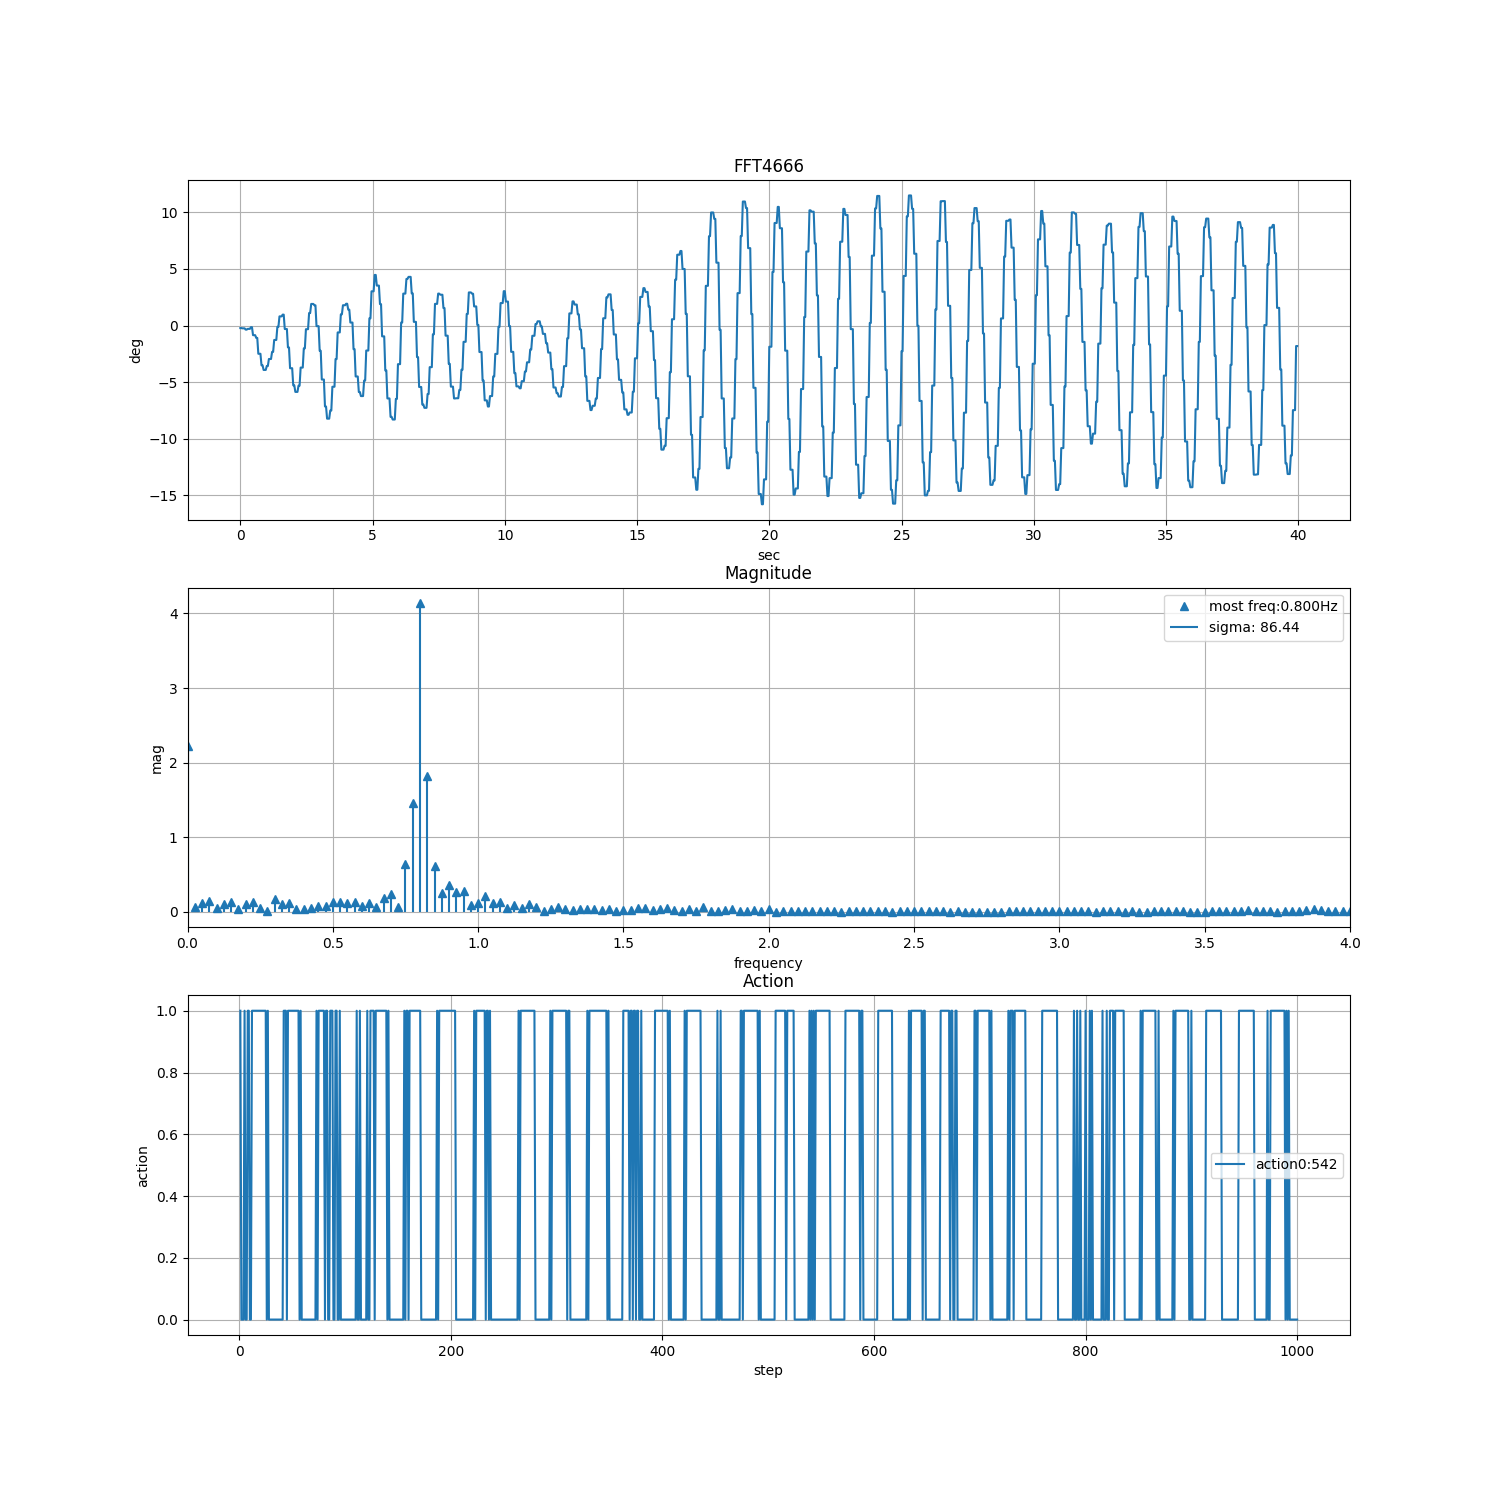 FFT4666
10
5
0
−5
−10
−15
deg
0 5 10 15 20 25 30 35 40
sec
Magnitude
4
3
2
1
0
mag
most freq:0.800Hz
sigma: 86.44
0.0 0.5 1.0 1.5 2.0 2.5 3.0 3.5 4.0
frequency
Action
1.0
0.8
0.6
0.4
0.2
0.0
action
action0:542
0 200 400 600 800 1000
step